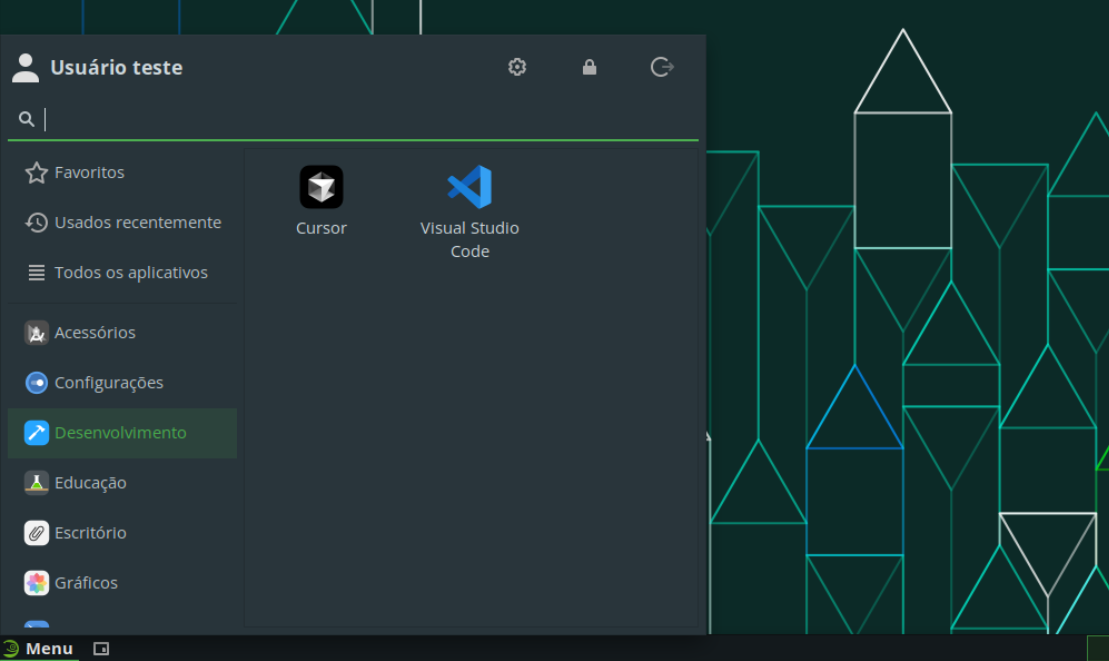 Usuário teste
Favoritos
Usados recentemente
Todos os aplicativos
Acessórios
Configurações
Desenvolvimento
Educação
Escritório
Gráficos
Cursor
Visual Studio
Code
Menu